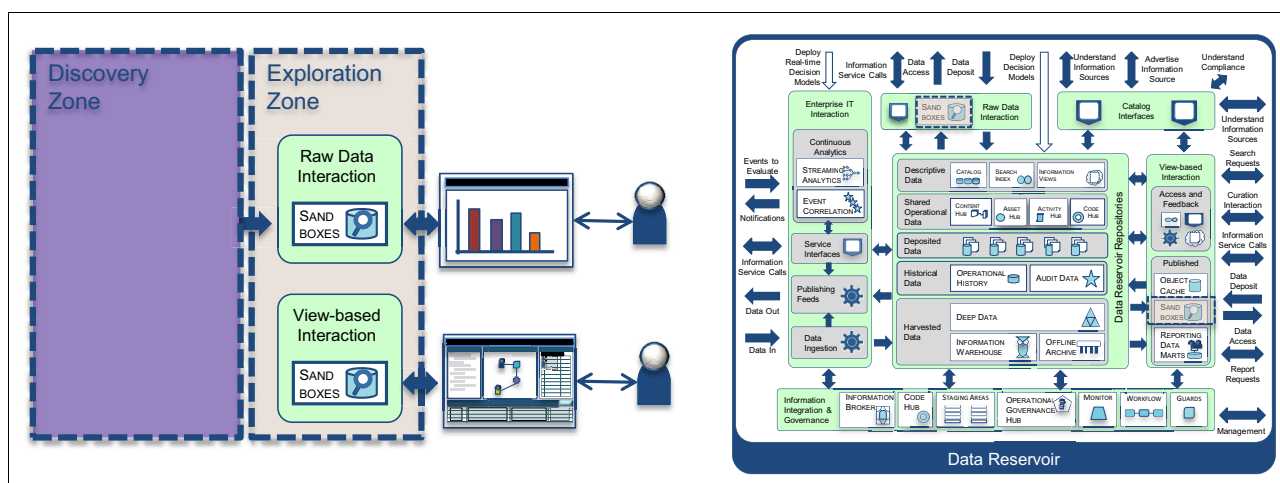 Discovery
Zone
Exploration
Zone
Raw Data
Interaction
SAND
BOXES
View-based
Interaction
SAND
BOXES
Deploy
Real-time
Decision
Models
Information
Service Calls
Data
Access
Data
Deposit
Deploy
Decision
Models
Understand
Information
Sources
Advertise
Information
Source
Understand
Compliance
Enterprise IT
Interaction
SAND
BOXES
Raw Data
Interaction
Catalog
Interfaces
Understand
Information
Sources
Continuous
Analytics
STREAMING
ANALYTICS
EVENT
CORRELATION
Events to
Evaluate
Notifications
Service
Interfaces
Information
Service Calls
Publishing
Feeds
Data Out
Data
Ingestion
Data In
Descriptive
Data
CATALOG
SEARCH
INDEX
INFORMATION
VIEWS
Shared
Operational
Data
CONTENT
HUB
ASSET
HUB
ACTIVITY
HUB
CODE
HUB
Deposited
Data
Historical
Data
OPERATIONAL
HISTORY
AUDIT DATA
Harvested
Data
DEEP DATA
INFORMATION
WAREHOUSE
OFFLINE
ARCHIVE
Data Reservoir Repositories
View-based
Interaction
Access and
Feedback
Published
OBJECT
CACHE
SAND
BOXES
REPORTING
DATA
MARTS
Search
Requests
Curation
Interaction
Information
Service Calls
Data
Deposit
Data
Access
Report
Requests
Information
Integration &
Governance
INFORMATION
BROKER
CODE
HUB
STAGING AREAS
OPERATIONAL
GOVERNANCE
HUB
MONITOR
WORKFLOW
GUARDS
Management
Data Reservoir